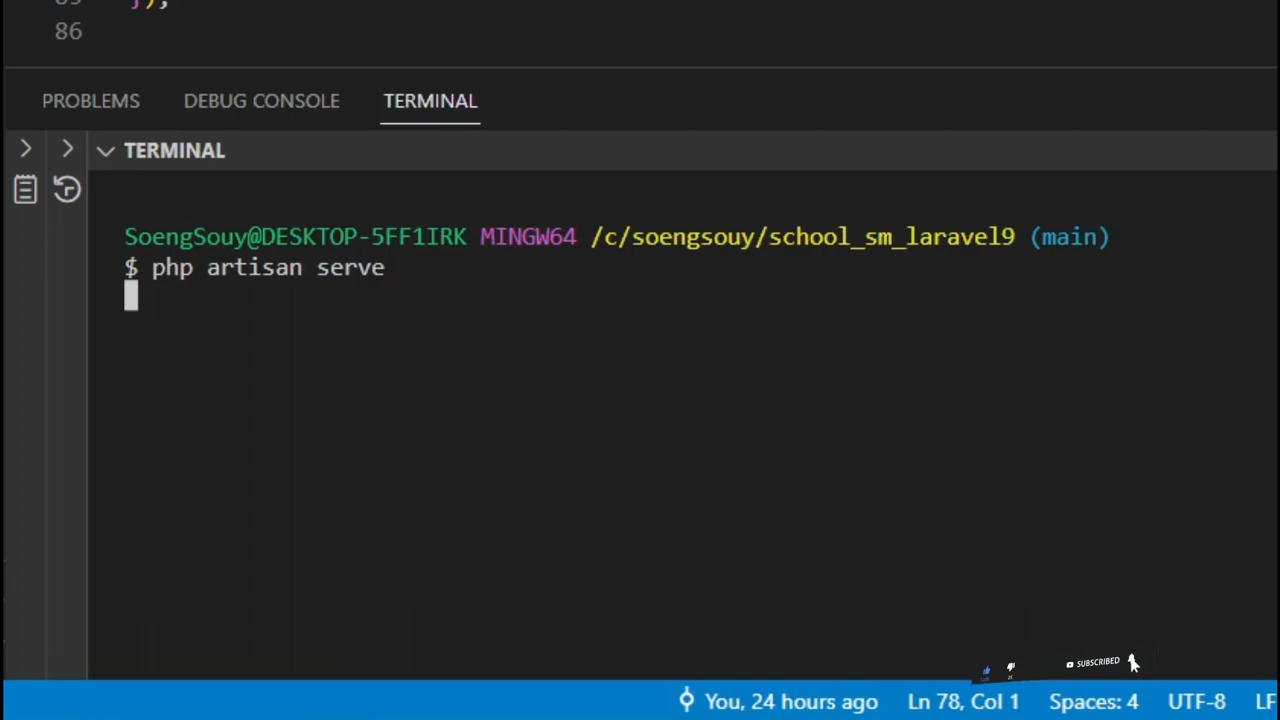 86
PROBLEMS DEBUG CONSOLE TERMINAL
TERMINAL
SoengSouy@DESKTOP-5FF1IRK MINGW64 /c/soengsouy/school_sm_laravel9 (main)
$ php artisan serve
SUBSCRIBED
You, 24 hours ago Ln 78, Col 1 Spaces: 4 UTF-8 LF